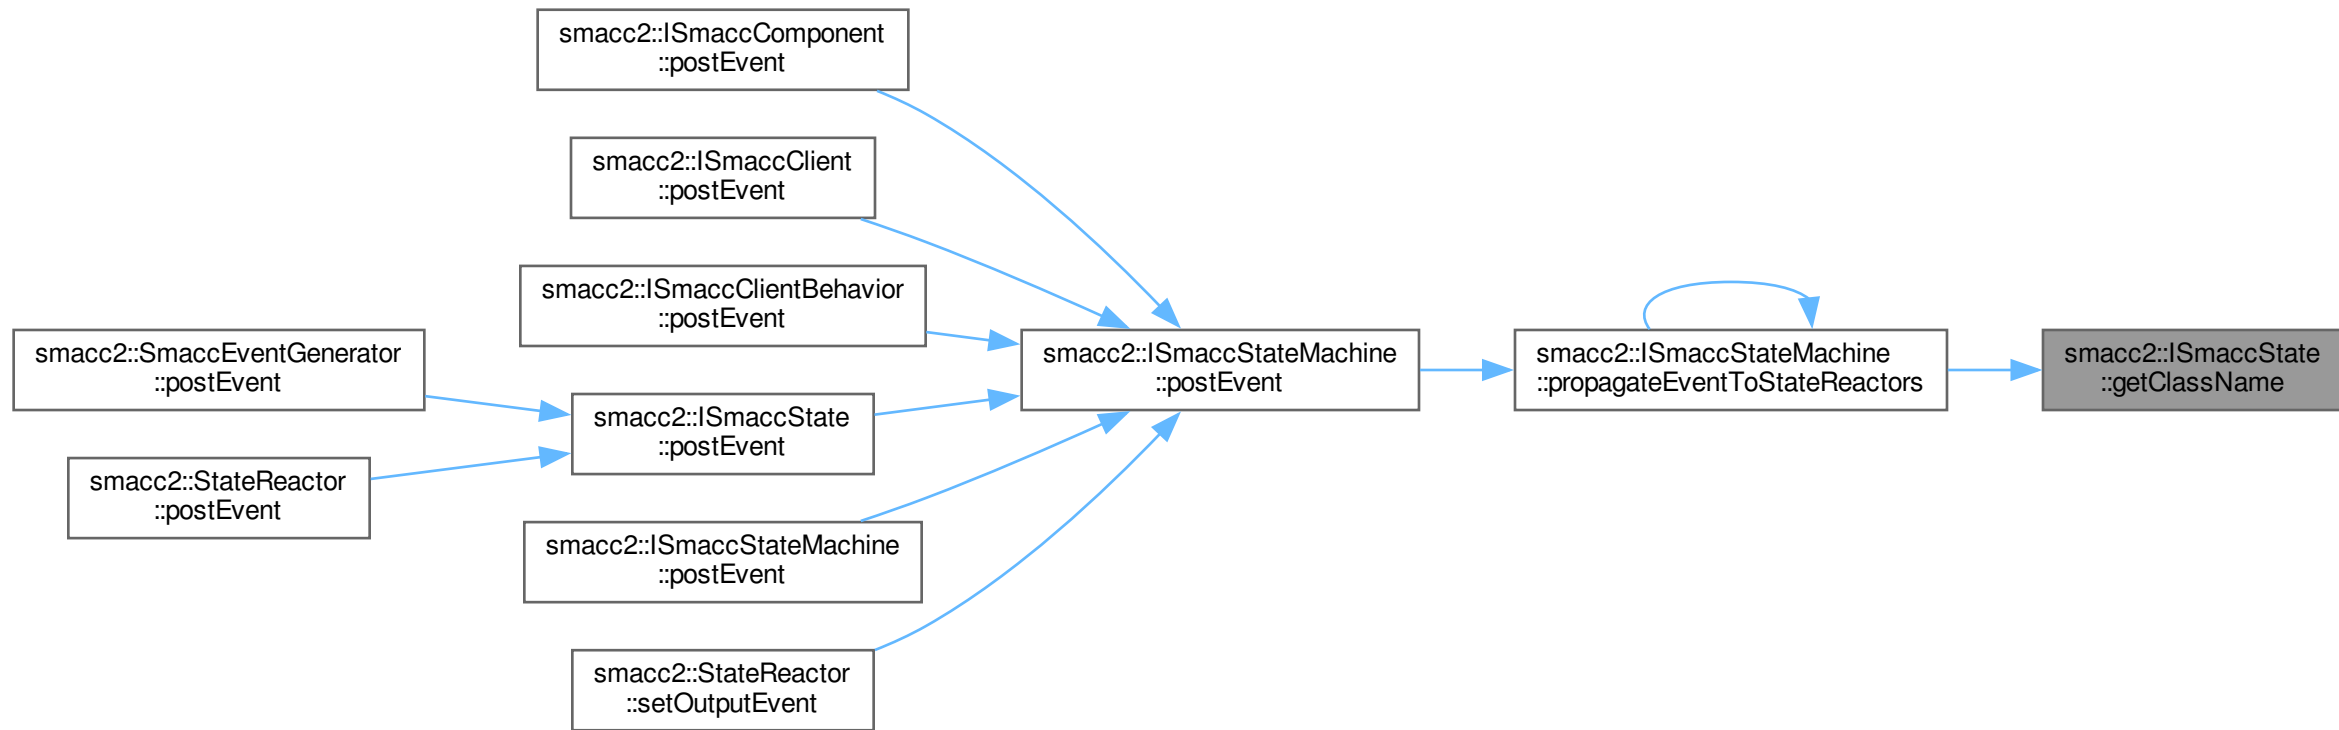 smacc2::ISmaccComponent
::postEvent
smacc2::ISmaccClient
::postEvent
smacc2::ISmaccClientBehavior
::postEvent
smacc2::SmaccEventGenerator
::postEvent
smacc2::ISmaccState
::postEvent
smacc2::StateReactor
::postEvent
smacc2::ISmaccStateMachine
::postEvent
smacc2::StateReactor
::setOutputEvent
smacc2::ISmaccStateMachine
::postEvent
smacc2::ISmaccStateMachine
::propagateEventToStateReactors
smacc2::ISmaccState
::getClassName